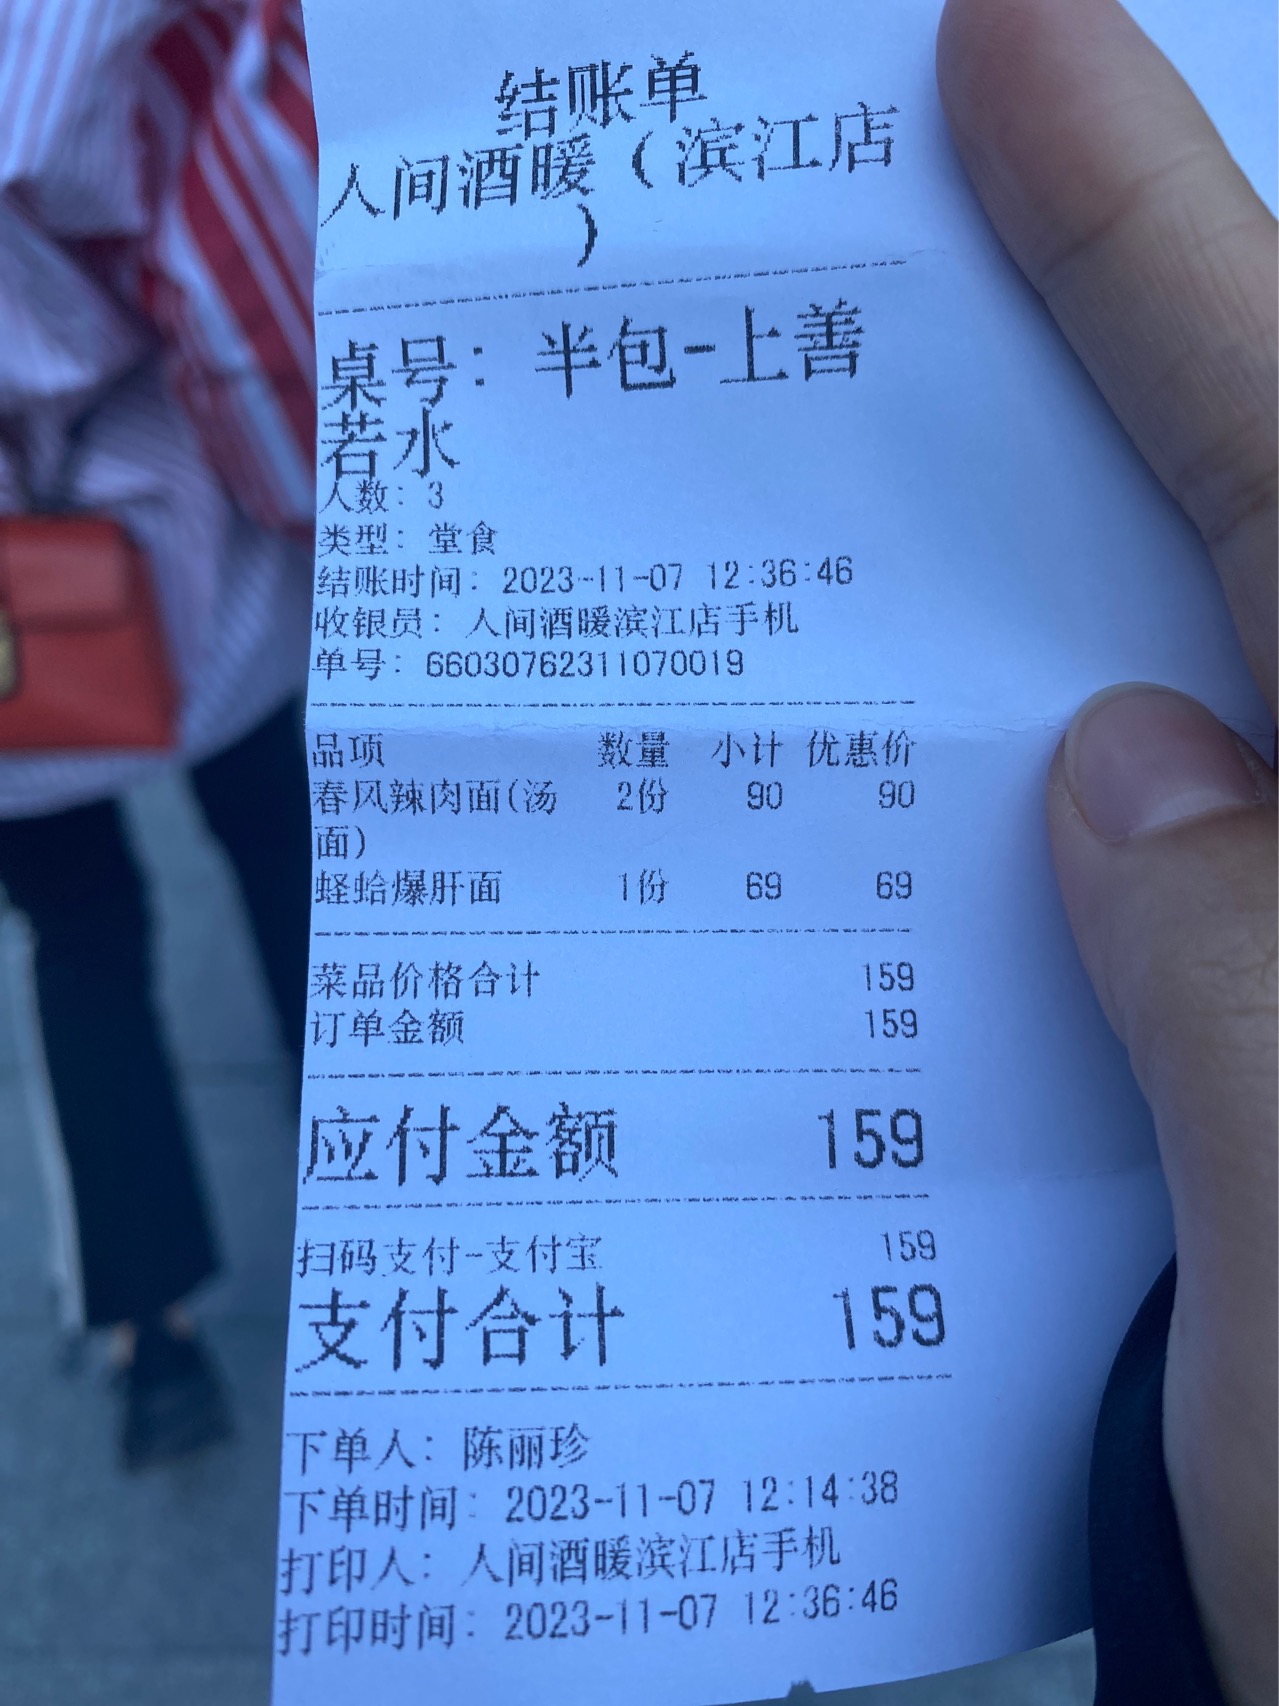 结账单
人间酒暖（滨江店
）
桌号：半包-上善
若水
人数：3
类型：堂食
结账时间：2023-11-07 12:36:46
收银员：人间酒暖滨江店手机
单号：66030762311070019
品项 数量 小计 优惠价
春风辣肉面(汤 2份 90 90
面)
蛏蛤爆肝面 1份 69 69
菜品价格合计 159
订单金额 159
应付金额 159
扫码支付-支付宝 159
支付合计 159
下单人：陈丽珍
下单时间：2023-11-07 12:14:38
打印人：人间酒暖滨江店手机
打印时间：2023-11-07 12:36:46